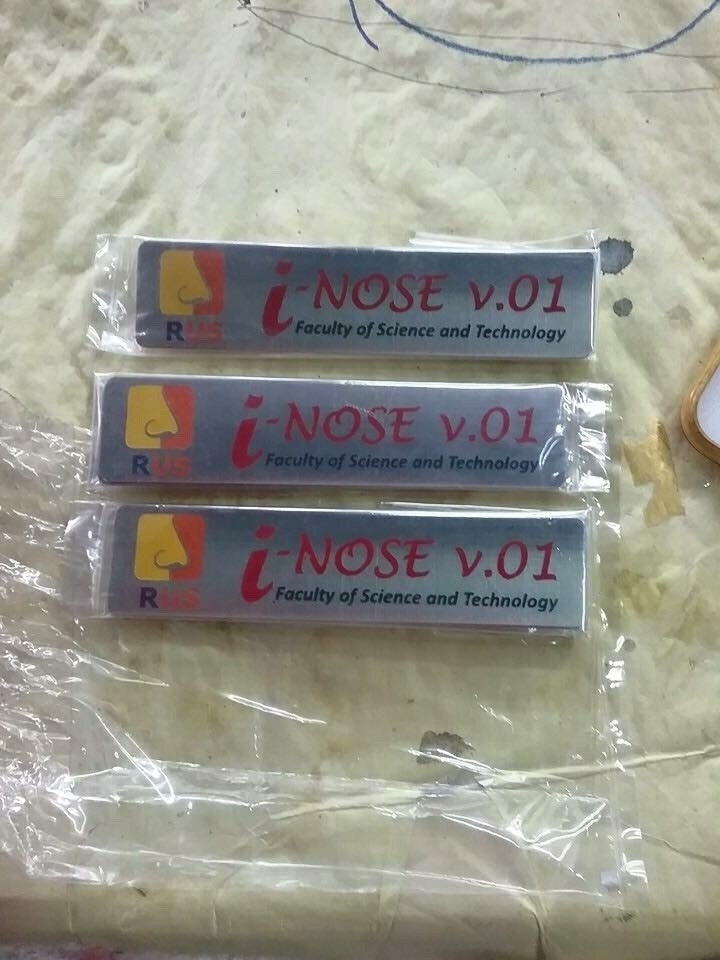 i-NOSE v.01
RUS
Faculty of Science and Technology
i-NOSE v.01
RUS
Faculty of Science and Technology
i-NOSE v.01
RUS
Faculty of Science and Technology